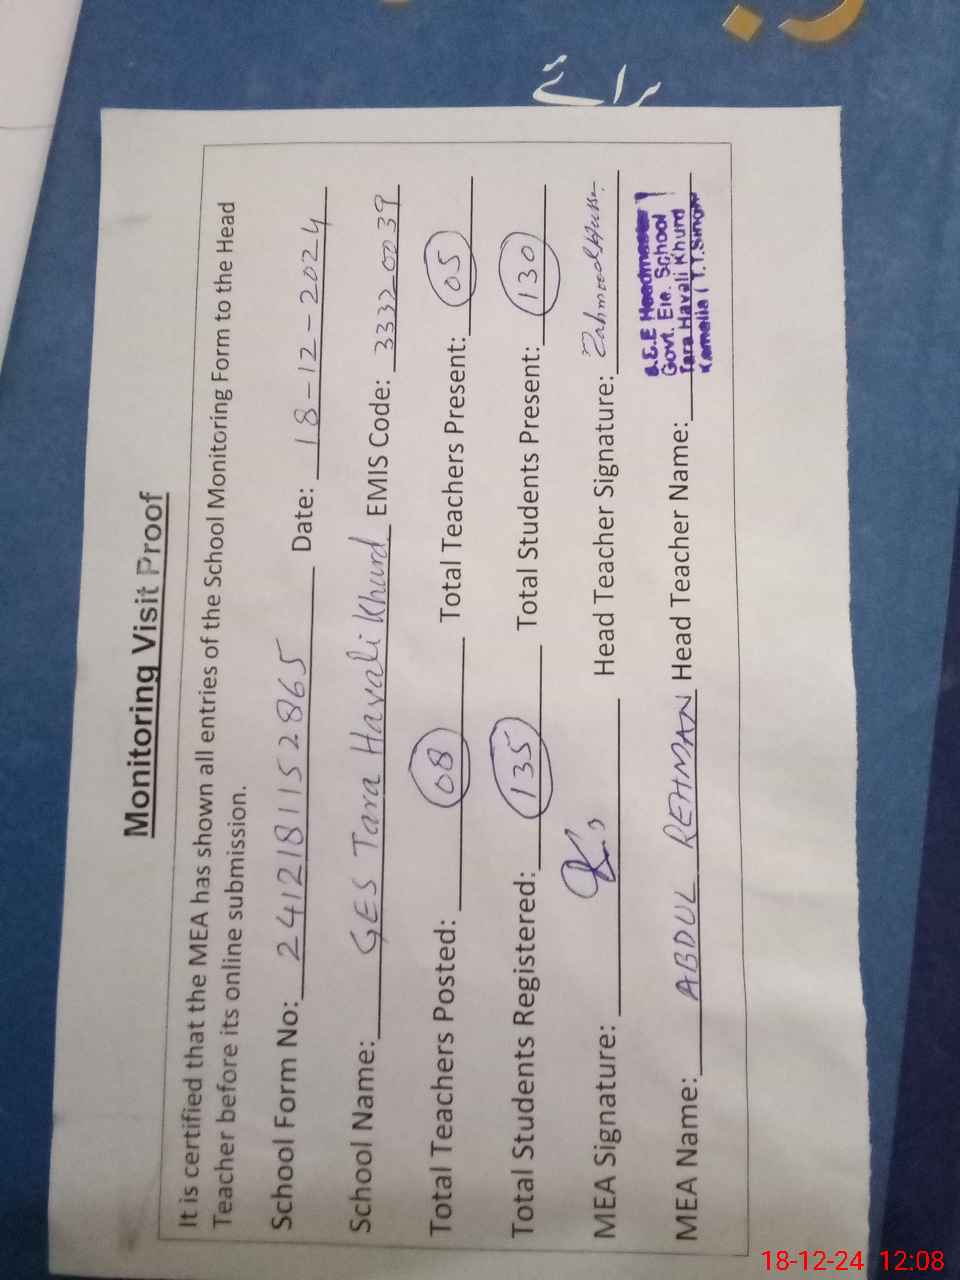 برائے
Monitoring Visit Proof
It is certified that the MEA has shown all entries of the School Monitoring Form to the Head
Teacher before its online submission.
School Form No: 2412181152865 Date: 18-12-2024
School Name: GES Tara Havali Khurd EMIS Code: 33320039
Total Teachers Posted: 08 Total Teachers Present: 05
Total Students Registered: 135 Total Students Present: 130
MEA Signature: Head Teacher Signature:
MEA Name: ABDUL REHMAN Head Teacher Name:
Headmaster
Govt. Ele. School
Tara Havali Khurd
Kamalia (T.T.Singh
18-12-24 12:08